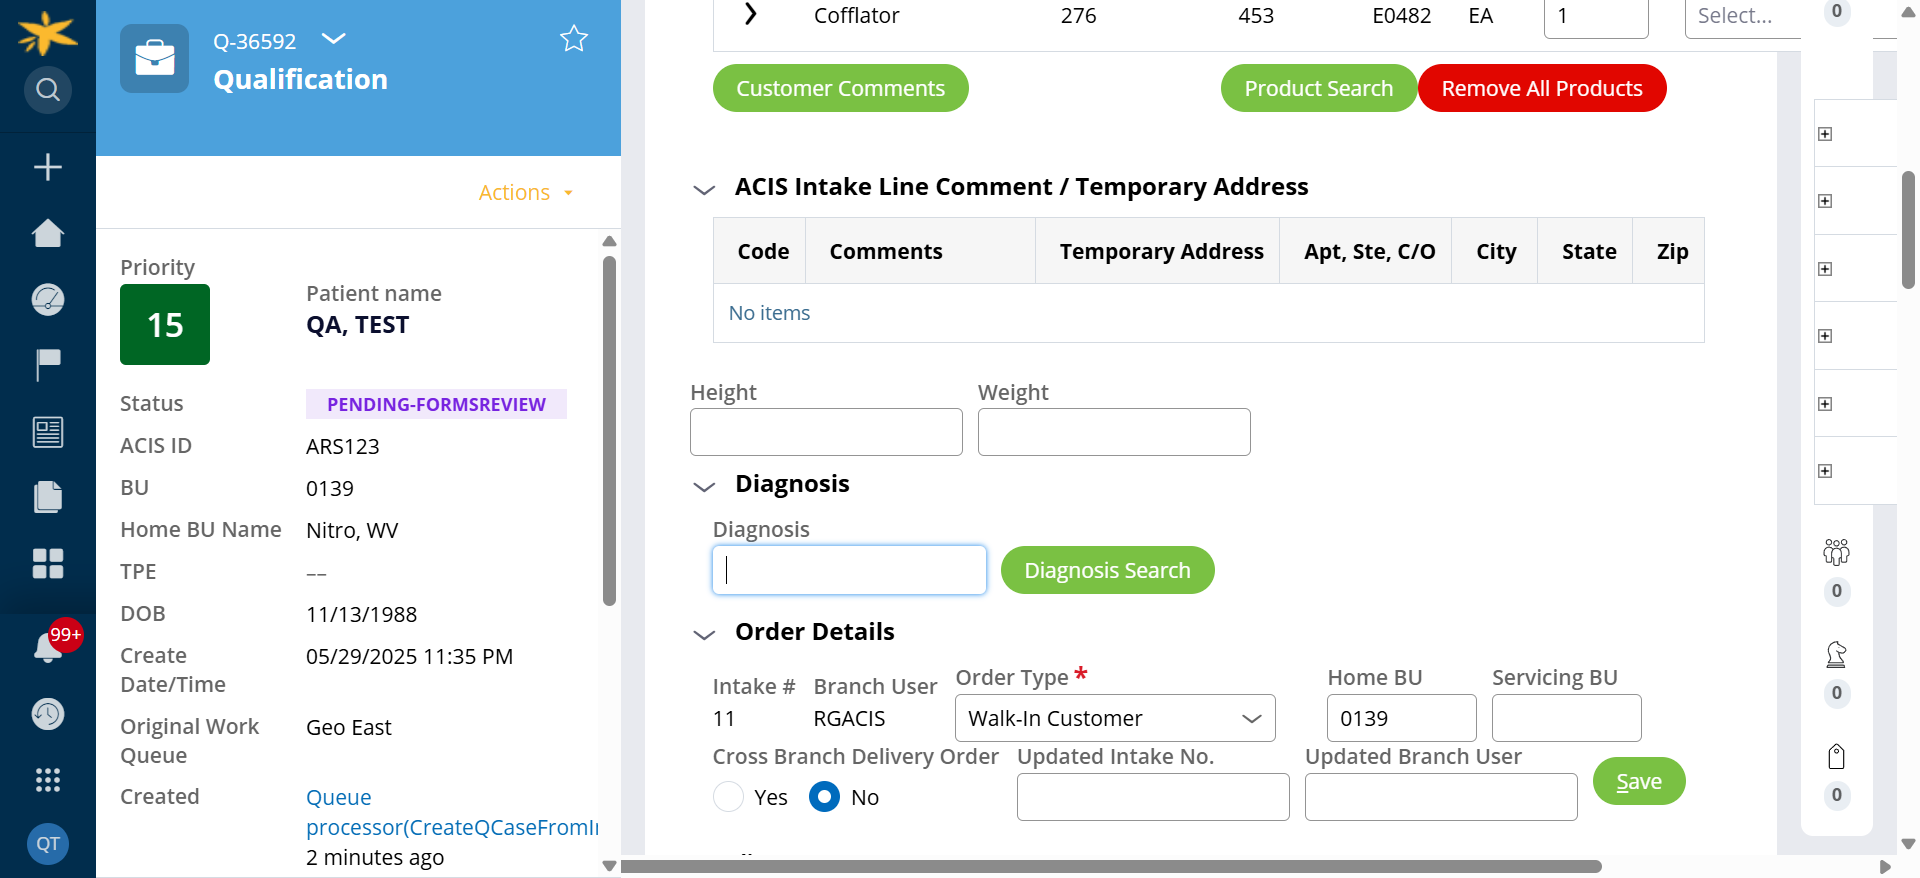 Q-36592
Qualification
Actions
Priority
15
Patient name
QA, TEST
Status
PENDING-FORMSREVIEW
ACIS ID
ARS123
BU
0139
Home BU Name
Nitro, WV
TPE
––
DOB
11/13/1988
Create
Date/Time
05/29/2025 11:35 PM
Original Work
Queue
Geo East
Created
Queue
processor(CreateQCaseFromI
2 minutes ago
99+
QT
Cofflator 276 453 E0482 EA 1 Select...
Customer Comments Product Search Remove All Products
ACIS Intake Line Comment / Temporary Address
Code Comments Temporary Address Apt, Ste, C/O City State Zip
No items
Height Weight
Diagnosis
Diagnosis
Diagnosis Search
Order Details
Intake # Branch User Order Type * Home BU Servicing BU
11 RGACIS Walk-In Customer 0139
Cross Branch Delivery Order Updated Intake No. Updated Branch User
Yes No
Save
0
0
0
0